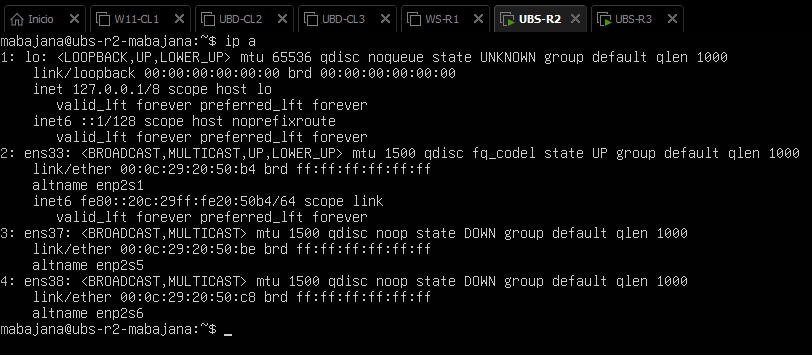 Inicio W11-CL1 UBD-CL2 UBD-CL3 WS-R1 UBS-R2 UBS-R3
mabajana@ubs-r2-mabajana:~$ ip a
1: lo: <LOOPBACK,UP,LOWER_UP> mtu 65536 qdisc noqueue state UNKNOWN group default qlen 1000
    link/loopback 00:00:00:00:00:00 brd 00:00:00:00:00:00
    inet 127.0.0.1/8 scope host lo
       valid_lft forever preferred_lft forever
    inet6 ::1/128 scope host noprefixroute
       valid_lft forever preferred_lft forever
2: ens33: <BROADCAST,MULTICAST,UP,LOWER_UP> mtu 1500 qdisc fq_codel state UP group default qlen 1000
    link/ether 00:0c:29:20:50:b4 brd ff:ff:ff:ff:ff:ff
    altname enp2s1
    inet6 fe80::20c:29ff:fe20:50b4/64 scope link
       valid_lft forever preferred_lft forever
3: ens37: <BROADCAST,MULTICAST> mtu 1500 qdisc noop state DOWN group default qlen 1000
    link/ether 00:0c:29:20:50:be brd ff:ff:ff:ff:ff:ff
    altname enp2s5
4: ens38: <BROADCAST,MULTICAST> mtu 1500 qdisc noop state DOWN group default qlen 1000
    link/ether 00:0c:29:20:50:c8 brd ff:ff:ff:ff:ff:ff
    altname enp2s6
mabajana@ubs-r2-mabajana:~$ _